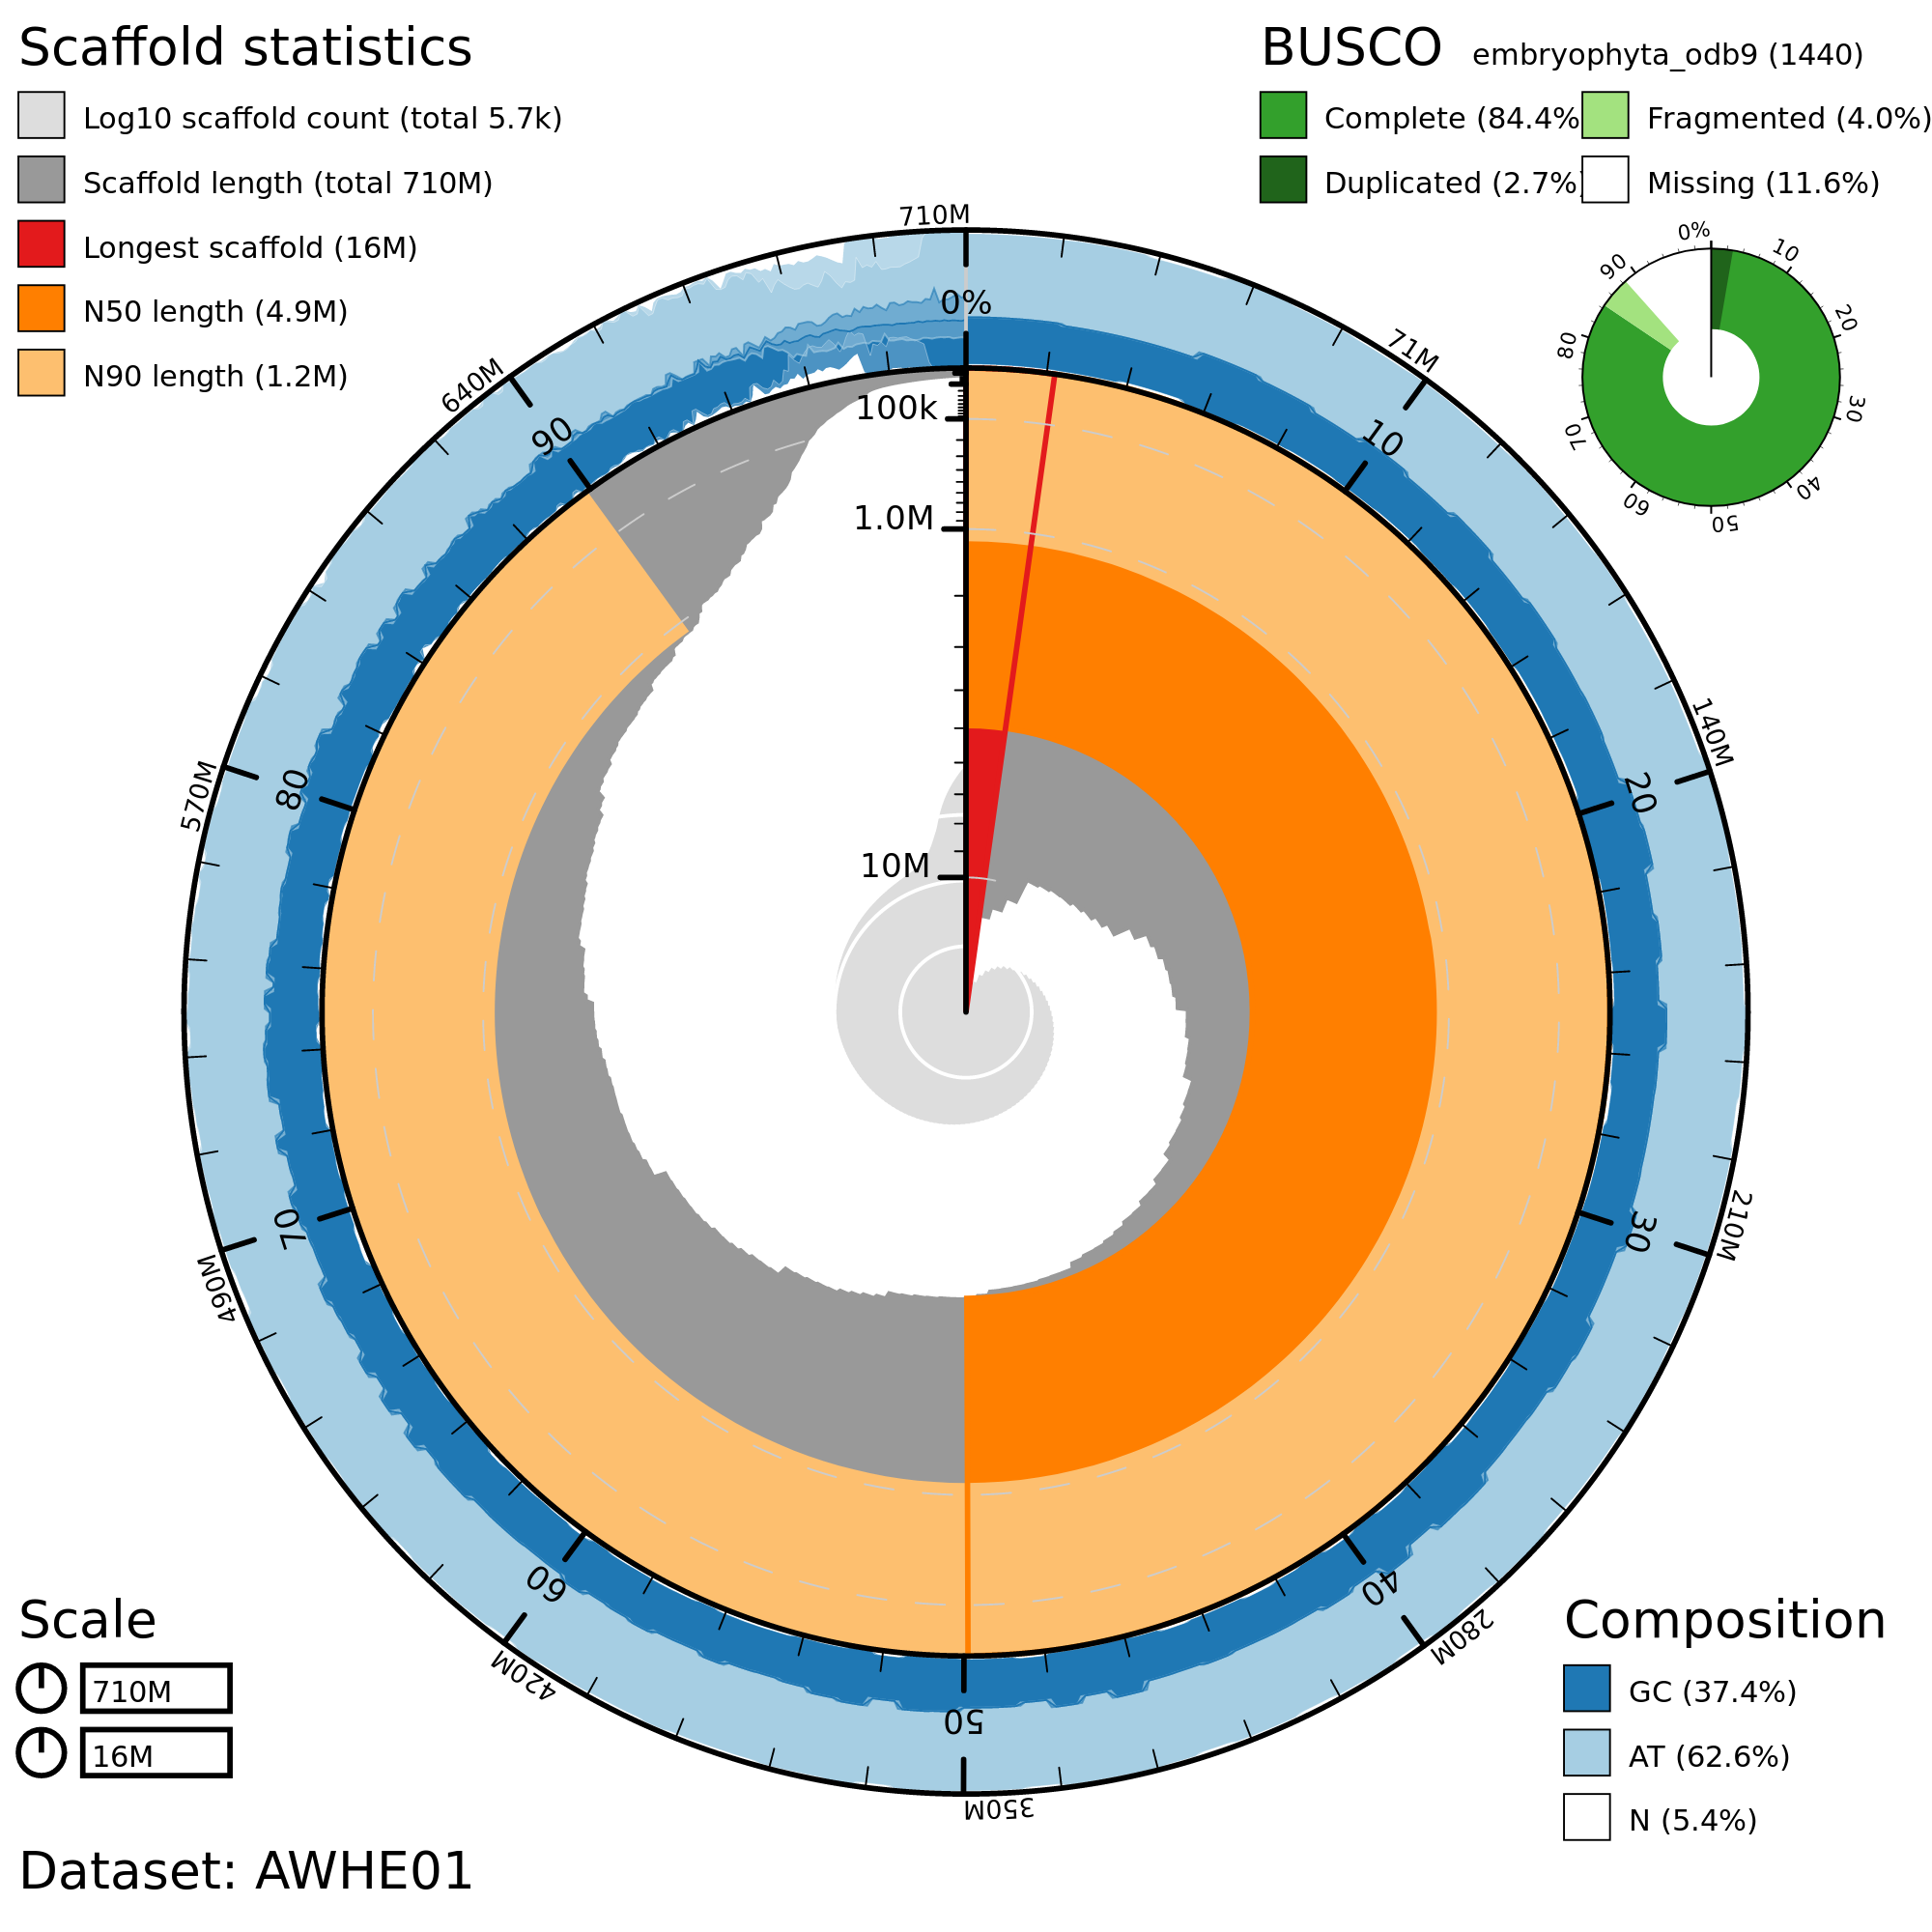 Scaffold statistics
Log10 scaffold count (total 5.7k)
Scaffold length (total 710M)
Longest scaffold (16M)
N50 length (4.9M)
N90 length (1.2M)
BUSCO embryophyta_odb9 (1440)
Complete (84.4% Fragmented (4.0%)
Duplicated (2.7%) Missing (11.6%)
0%
10
20
30
40
50
60
70
80
90
710M
71M
140M
210M
280M
350M
420M
490M
570M
640M
0%
10
20
30
40
50
60
70
80
90
100k
1.0M
10M
Scale
710M
16M
Composition
GC (37.4%)
AT (62.6%)
N (5.4%)
Dataset: AWHE01